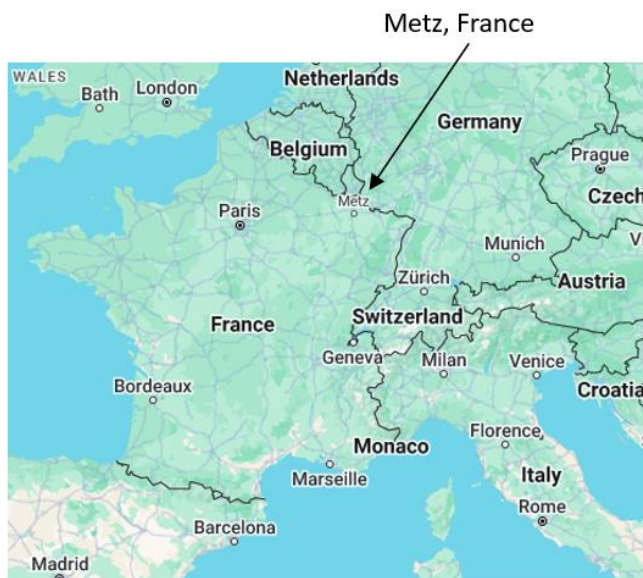 Metz, France
WALES
Bath
London
Netherlands
Germany
Belgium
Prague
Czech
Metz
Paris
Munich
Zürich
Austria
Switzerland
France
Geneva
Milan
Venice
Croatia
Bordeaux
Florence
Monaco
Marseille
Italy
Rome
Barcelona
Madrid